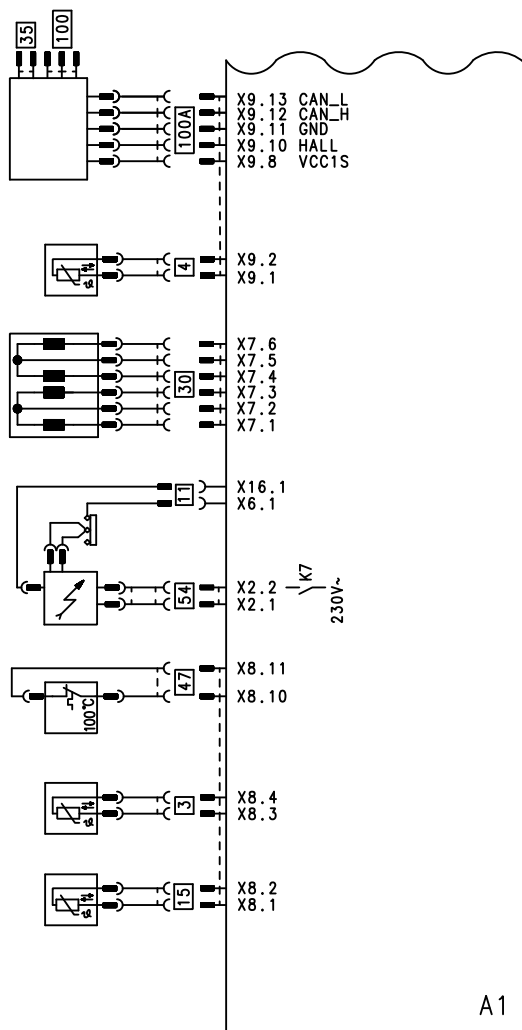 35
100
100A
X9.13 CAN_L
X9.12 CAN_H
X9.11 GND
X9.10 HALL
X9.8 VCC1S
4
X9.2
X9.1
ϑ
30
X7.6
X7.5
X7.4
X7.3
X7.2
X7.1
11
X16.1
X6.1
54
X2.2
X2.1
K7
230V~
47
X8.11
X8.10
100°C
3
X8.4
X8.3
ϑ
15
X8.2
X8.1
ϑ
A1